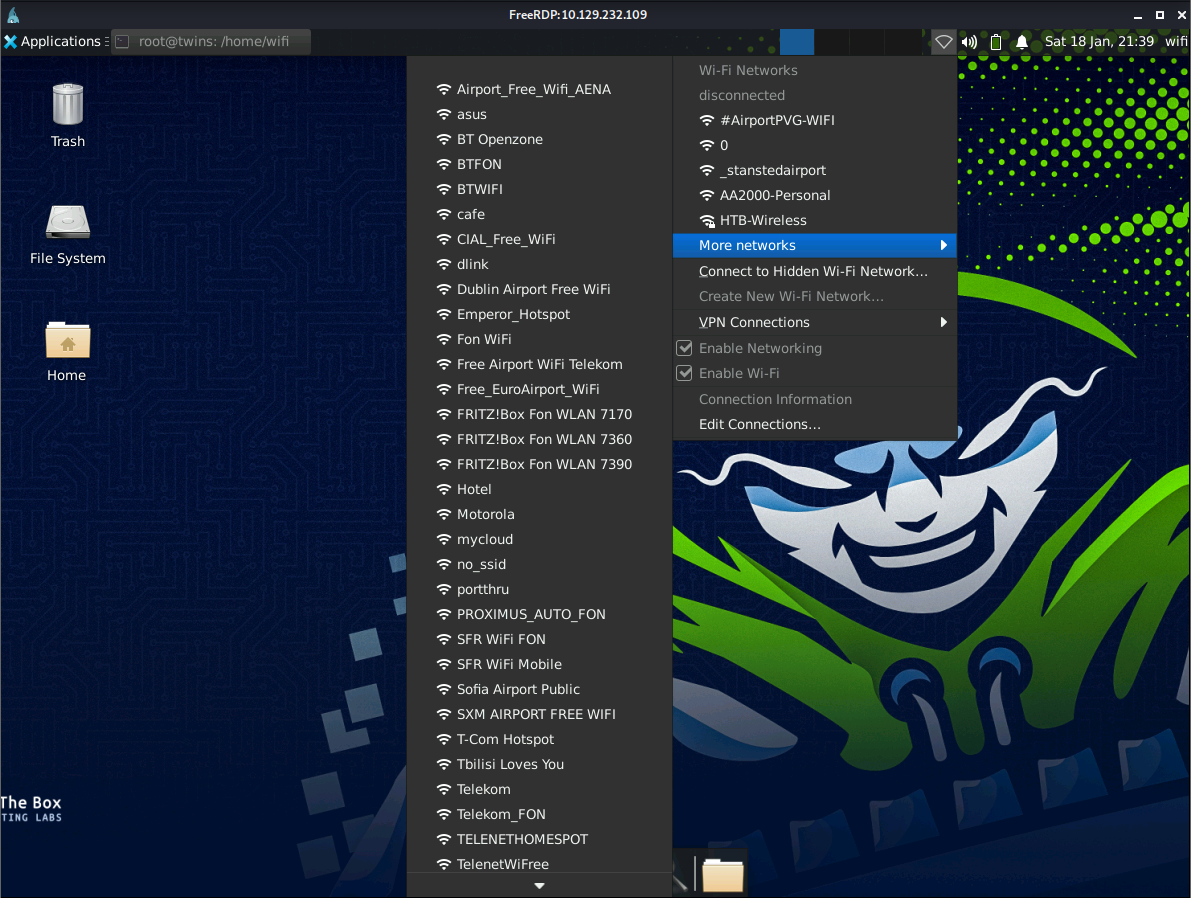 FreeRDP:10.129.232.109
Applications
root@twins: /home/wifi
Sat 18 Jan, 21:39
wifi
Trash
File System
Home
The Box
TING LABS
Airport_Free_Wifi_AENA
asus
BT Openzone
BTFON
BTWIFI
cafe
CIAL_Free_WiFi
dlink
Dublin Airport Free WiFi
Emperor_Hotspot
Fon WiFi
Free Airport WiFi Telekom
Free_EuroAirport_WiFi
FRITZ!Box Fon WLAN 7170
FRITZ!Box Fon WLAN 7360
FRITZ!Box Fon WLAN 7390
Hotel
Motorola
mycloud
no_ssid
portthru
PROXIMUS_AUTO_FON
SFR WiFi FON
SFR WiFi Mobile
Sofia Airport Public
SXM AIRPORT FREE WIFI
T-Com Hotspot
Tbilisi Loves You
Telekom
Telekom_FON
TELENETHOMESPOT
TelenetWiFree
Wi-Fi Networks
disconnected
#AirportPVG-WIFI
0
_stanstedairport
AA2000-Personal
HTB-Wireless
More networks
Connect to Hidden Wi-Fi Network...
Create New Wi-Fi Network...
VPN Connections
Enable Networking
Enable Wi-Fi
Connection Information
Edit Connections...